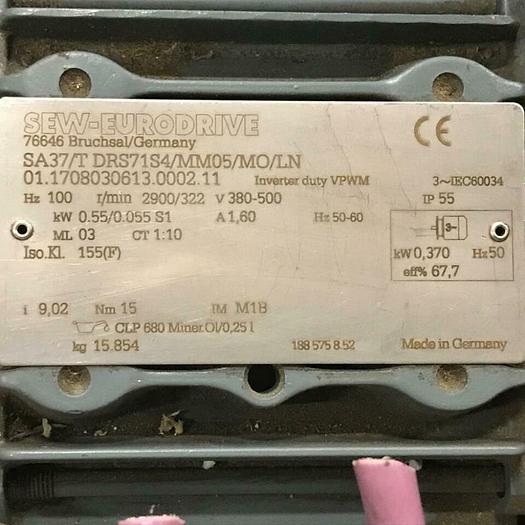 SEW-EURODRIVE
CE
76646 Bruchsal/Germany
SA37/T DRS71S4/MM05/MO/LN
01.1708030613.0002.11 Inverter duty VPWM 3~IEC60034
Hz 100 r/min 2900/322 V 380-500 IP 55
kW 0.55/0.055 S1 A 1,60 Hz 50-60
3~
ML 03 CT 1:10
kW 0,370 Hz 50
Iso.Kl. 155(F)
eff% 67,7
i 9,02 Nm 15 IM M1B
CLP 680 Miner.Öl/0,25 l
kg 15.854 188 575 8.52 Made in Germany